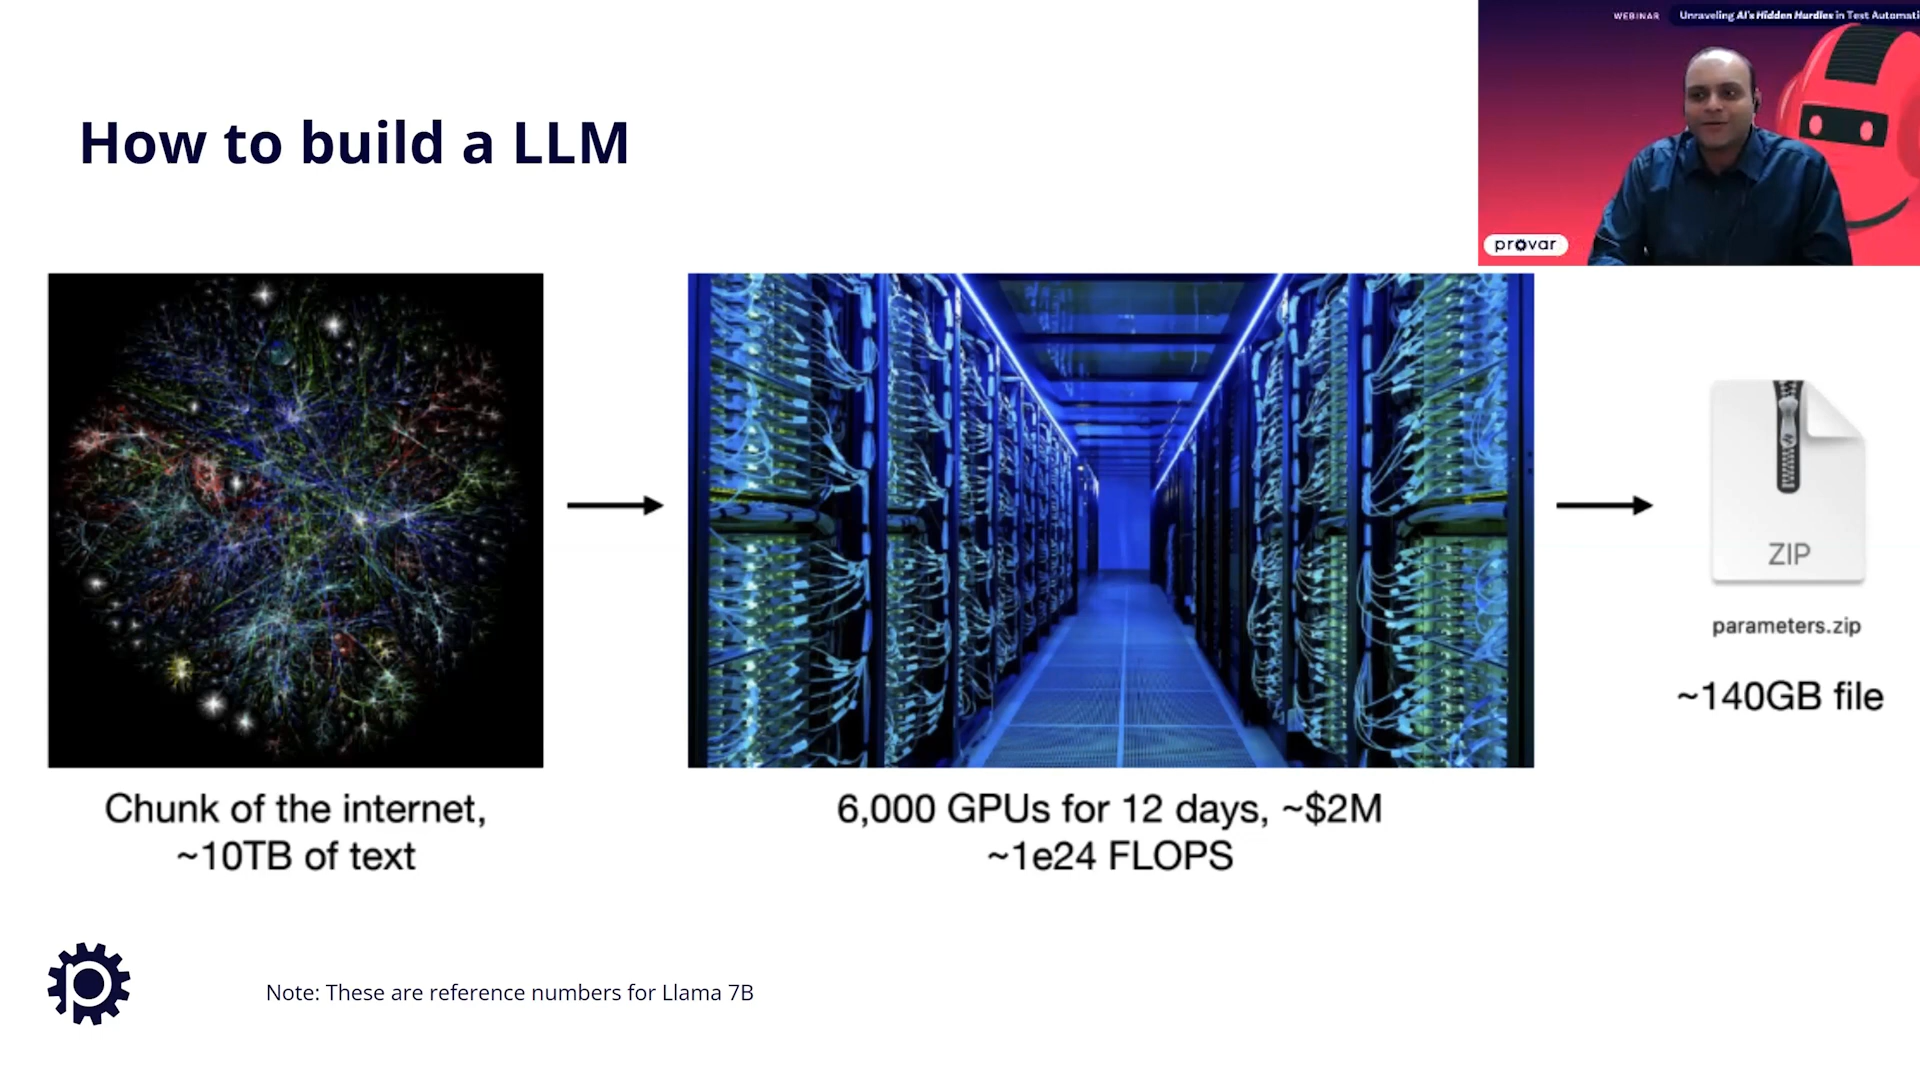 WEBINAR Unraveling AI's Hidden Hurdles in Test Automati
How to build a LLM
provar
ZIP
parameters.zip
~140GB file
Chunk of the internet,
~10TB of text
6,000 GPUs for 12 days, ~$2M
~1e24 FLOPS
Note: These are reference numbers for Llama 7B